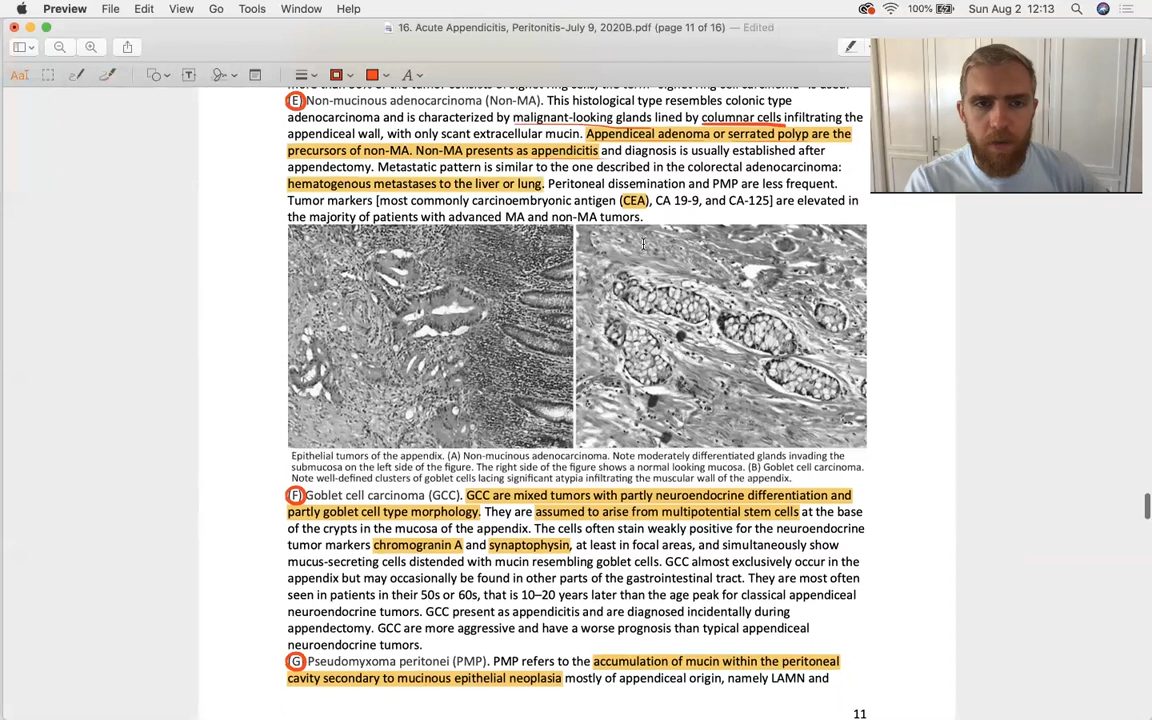 Preview File Edit View Go Tools Window Help 100% Sun Aug 2 12:13
16. Acute Appendicitis, Peritonitis-July 9, 2020B.pdf (page 11 of 16) — Edited
AaI T A
E Non-mucinous adenocarcinoma (Non-MA). This histological type resembles colonic type
adenocarcinoma and is characterized by malignant-looking glands lined by columnar cells infiltrating the
appendiceal wall, with only scant extracellular mucin. Appendiceal adenoma or serrated polyp are the
precursors of non-MA. Non-MA presents as appendicitis and diagnosis is usually established after
appendectomy. Metastatic pattern is similar to the one described in the colorectal adenocarcinoma:
hematogenous metastases to the liver or lung. Peritoneal dissemination and PMP are less frequent.
Tumor markers [most commonly carcinoembryonic antigen (CEA), CA 19-9, and CA-125] are elevated in
the majority of patients with advanced MA and non-MA tumors.
Epithelial tumors of the appendix. (A) Non-mucinous adenocarcinoma. Note moderately differentiated glands invading the
submucosa on the left side of the figure. The right side of the figure shows a normal looking mucosa. (B) Goblet cell carcinoma.
Note well-defined clusters of goblet cells lacking significant atypia infiltrating the muscular wall of the appendix.
F Goblet cell carcinoma (GCC). GCC are mixed tumors with partly neuroendocrine differentiation and
partly goblet cell type morphology. They are assumed to arise from multipotential stem cells at the base
of the crypts in the mucosa of the appendix. The cells often stain weakly positive for the neuroendocrine
tumor markers chromogranin A and synaptophysin, at least in focal areas, and simultaneously show
mucus-secreting cells distended with mucin resembling goblet cells. GCC almost exclusively occur in the
appendix but may occasionally be found in other parts of the gastrointestinal tract. They are most often
seen in patients in their 50s or 60s, that is 10–20 years later than the age peak for classical appendiceal
neuroendocrine tumors. GCC present as appendicitis and are diagnosed incidentally during
appendectomy. GCC are more aggressive and have a worse prognosis than typical appendiceal
neuroendocrine tumors.
G Pseudomyxoma peritonei (PMP). PMP refers to the accumulation of mucin within the peritoneal
cavity secondary to mucinous epithelial neoplasia mostly of appendiceal origin, namely LAMN and
11